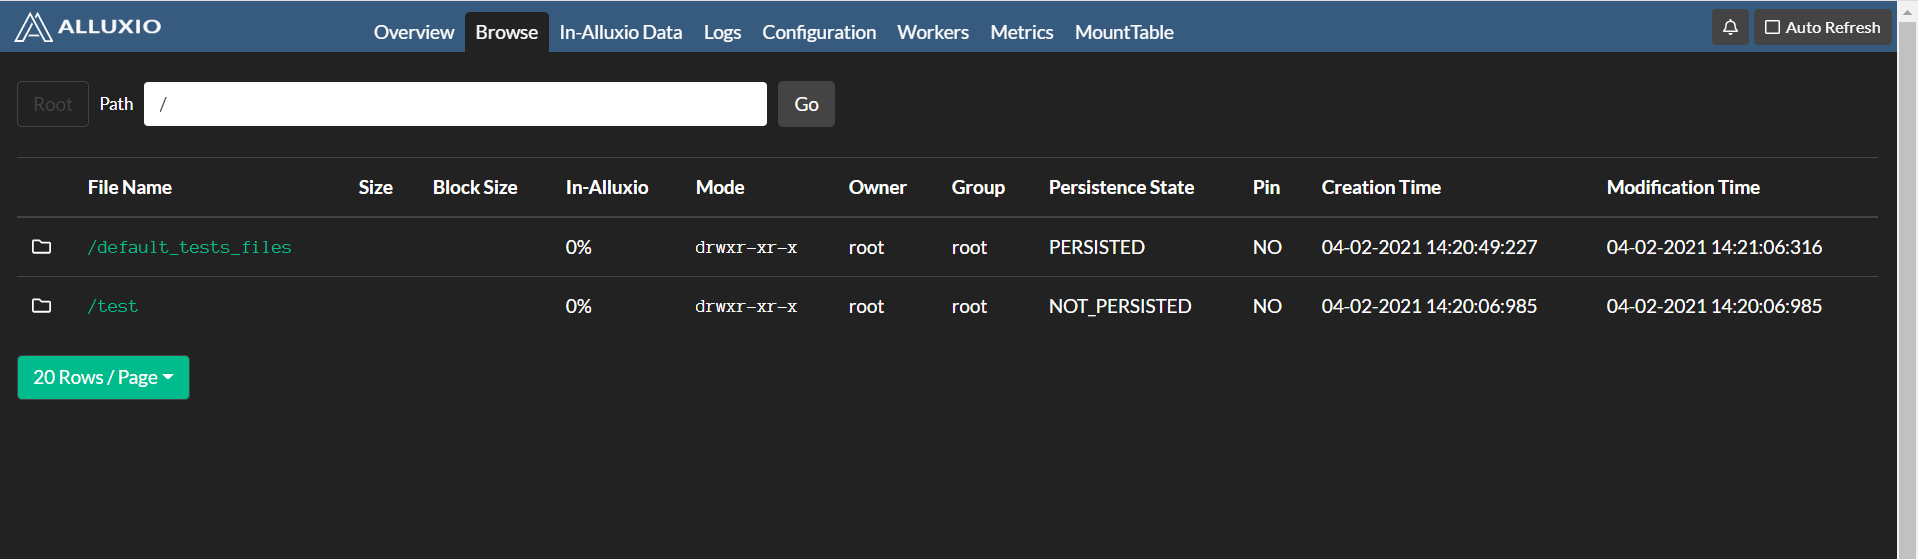 ALLUXIO Overview Browse In-Alluxio Data Logs Configuration Workers Metrics MountTable Auto Refresh
Root Path / Go
File Name Size Block Size In-Alluxio Mode Owner Group Persistence State Pin Creation Time Modification Time
/default_tests_files 0% drwxr-xr-x root root PERSISTED NO 04-02-2021 14:20:49:227 04-02-2021 14:21:06:316
/test 0% drwxr-xr-x root root NOT_PERSISTED NO 04-02-2021 14:20:06:985 04-02-2021 14:20:06:985
20 Rows / Page